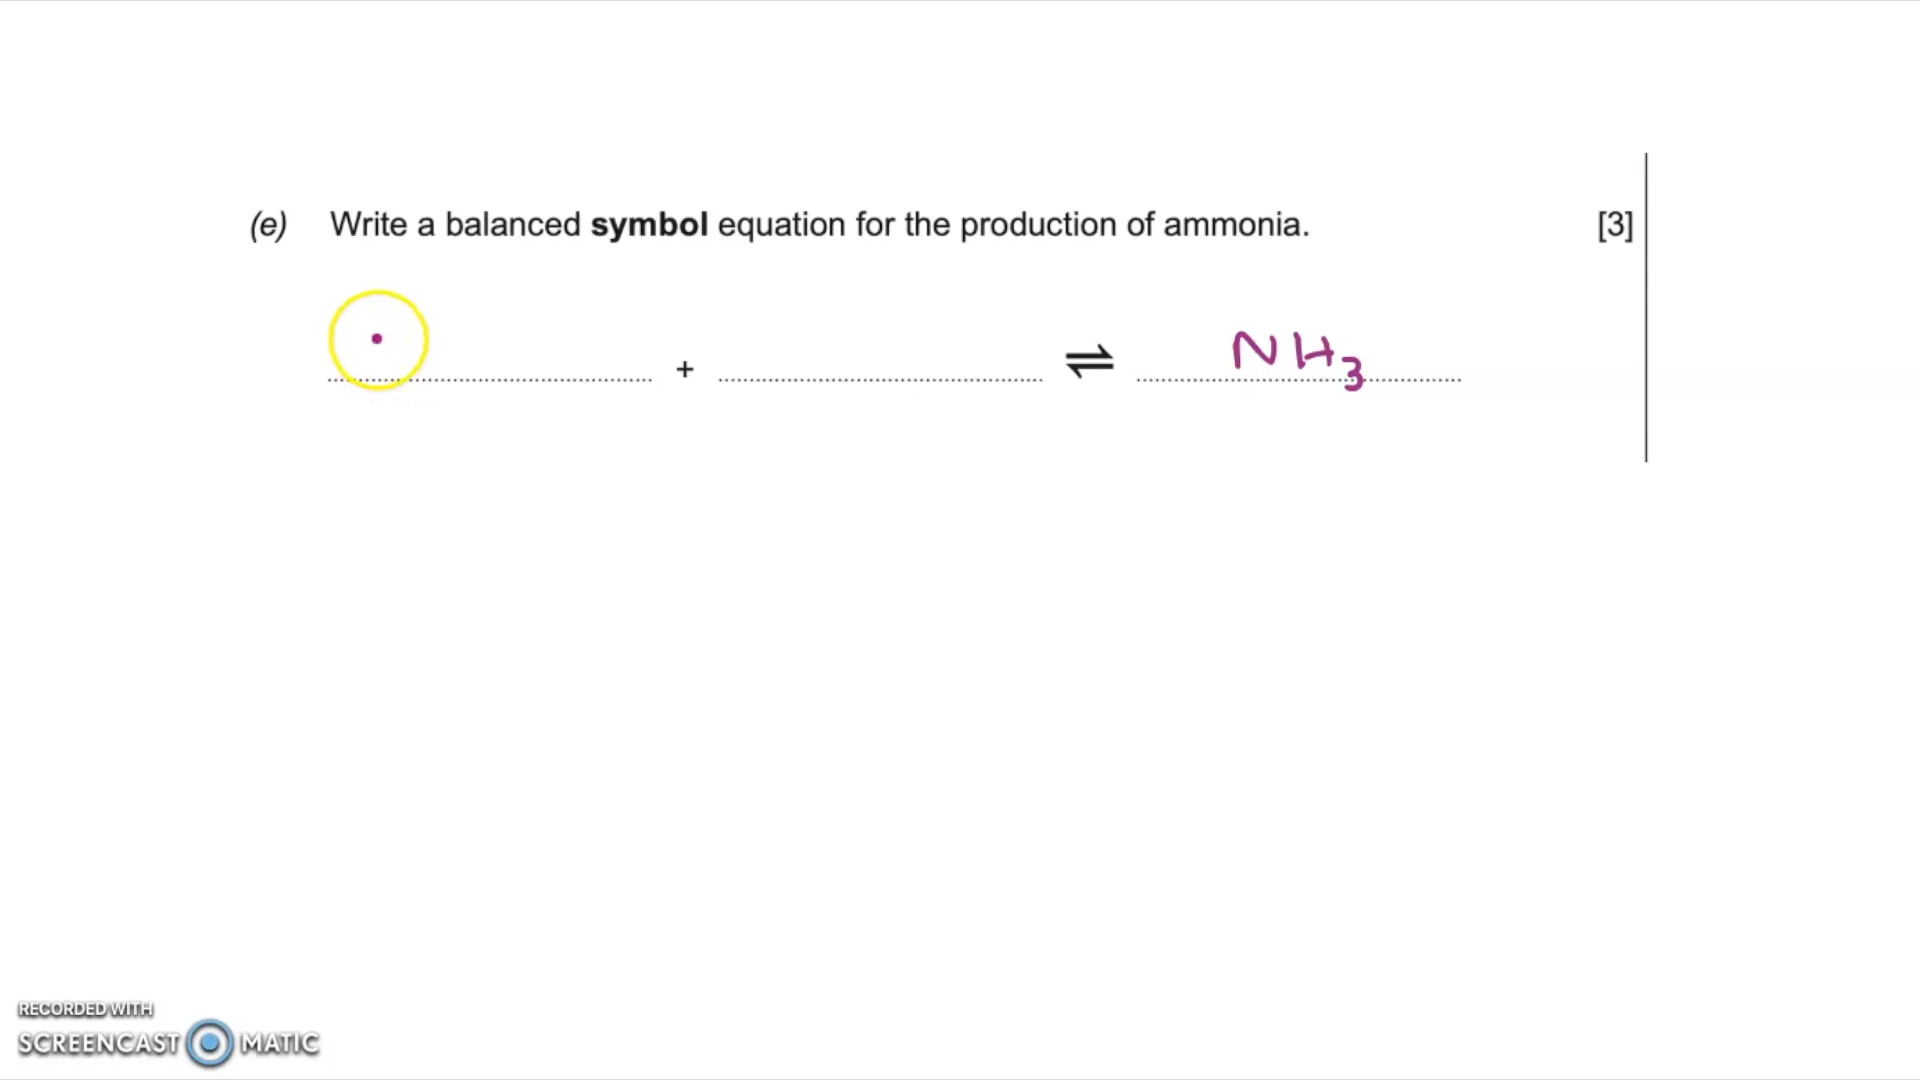 (e) Write a balanced symbol equation for the production of ammonia. [3]
+ ⇌ NH3
RECORDED WITH
SCREENCAST MATIC